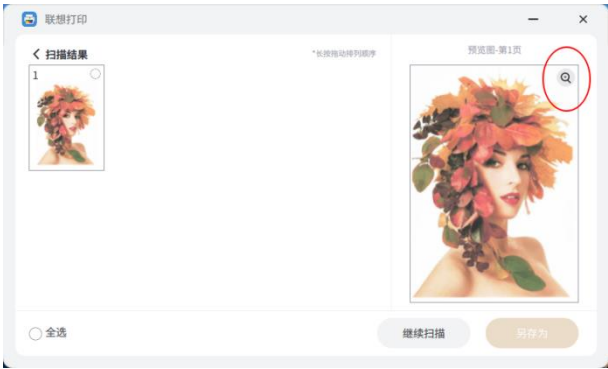 联想打印
扫描结果
*长按拖动排列顺序
预览图-第1页
1
全选
继续扫描
另存为